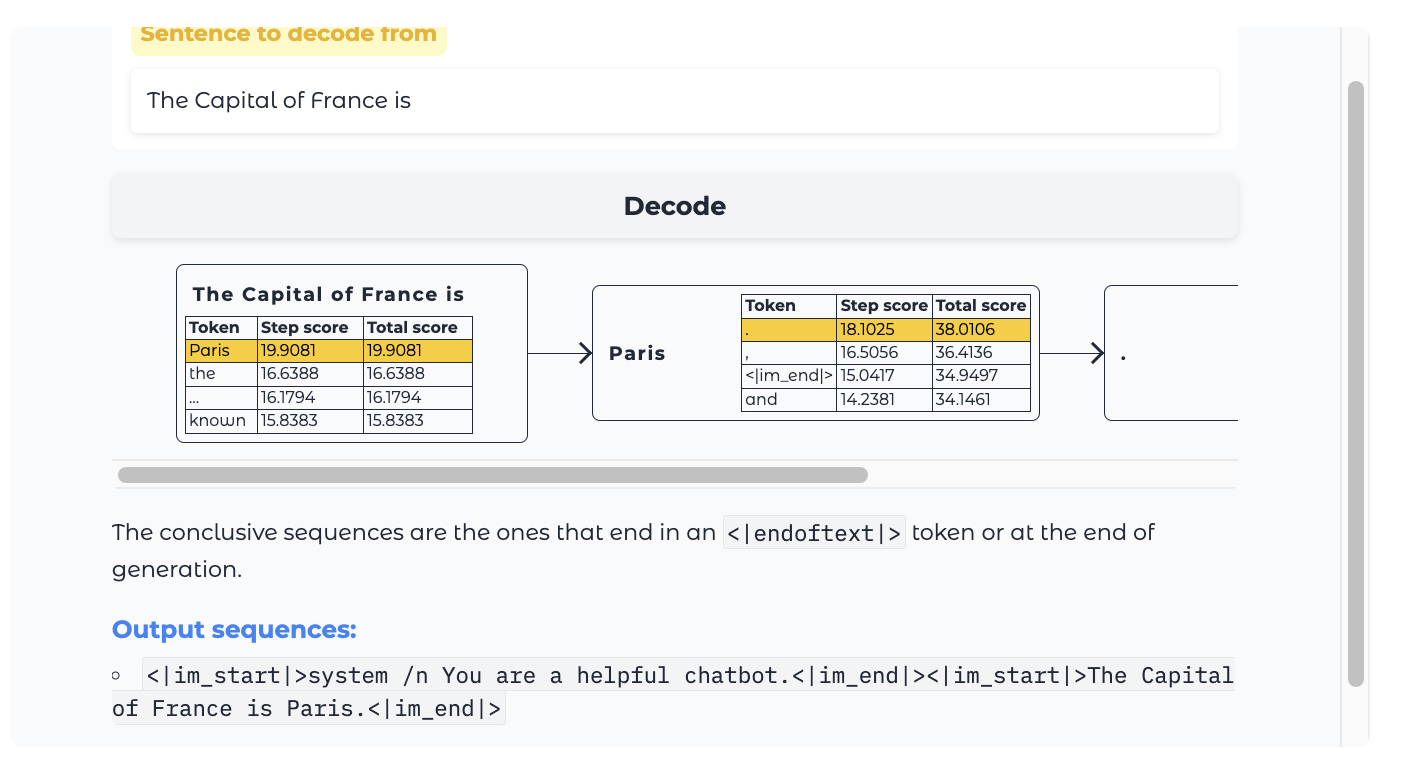 Sentence to decode from
The Capital of France is
Decode
The Capital of France is
Token Step score Total score
Paris 19.9081 19.9081
the 16.6388 16.6388
... 16.1794 16.1794
known 15.8383 15.8383
Paris
Token Step score Total score
. 18.1025 38.0106
, 16.5056 36.4136
<|im_end|> 15.0417 34.9497
and 14.2381 34.1461
.
The conclusive sequences are the ones that end in an <|endoftext|> token or at the end of
generation.
Output sequences:
<|im_start|>system /n You are a helpful chatbot.<|im_end|><|im_start|>The Capital
of France is Paris.<|im_end|>